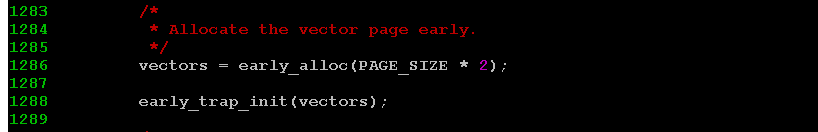 1283 /*
1284 * Allocate the vector page early.
1285 */
1286 vectors = early_alloc(PAGE_SIZE * 2);
1287
1288 early_trap_init(vectors);
1289